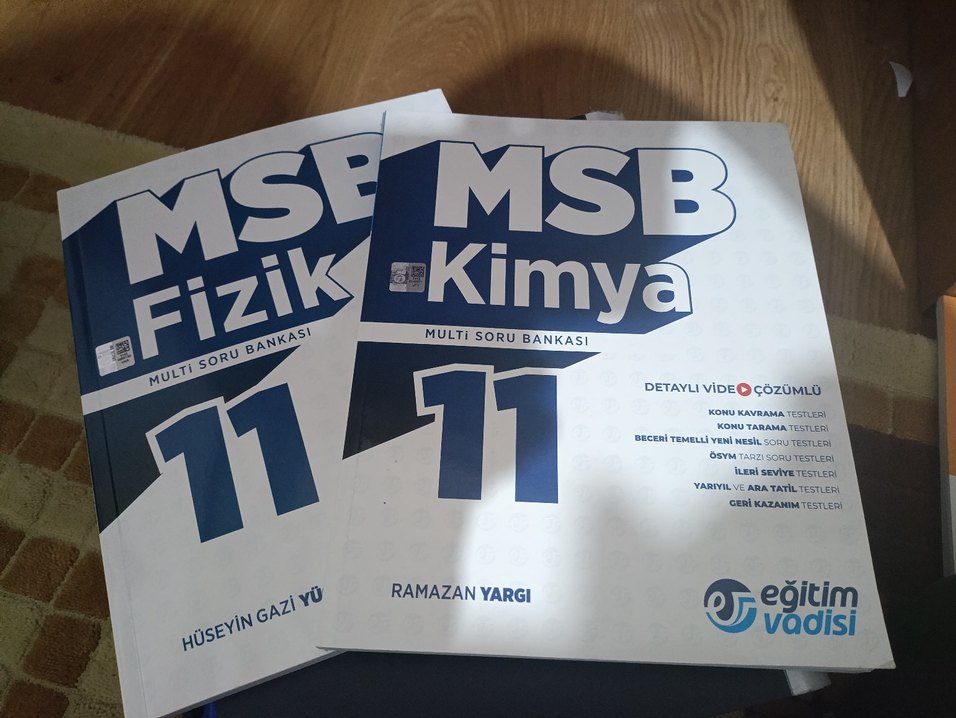 MSB
Fizik
MULTİ SORU BANKASI
11
HÜSEYİN GAZİ
MSB
Kimya
MULTİ SORU BANKASI
11
DETAYLI VİDEO ÇÖZÜMLÜ
KONU KAVRAMA TESTLERİ
KONU TARAMA TESTLERİ
BECERİ TEMELLİ YENİ NESİL SORU TESTLERİ
ÖSYM TARZI SORU TESTLERİ
İLERİ SEVİYE TESTLERİ
YARIYIL VE ARA TATİL TESTLERİ
GERİ KAZANIM TESTLERİ
RAMAZAN YARGI
eğitim
vadisi